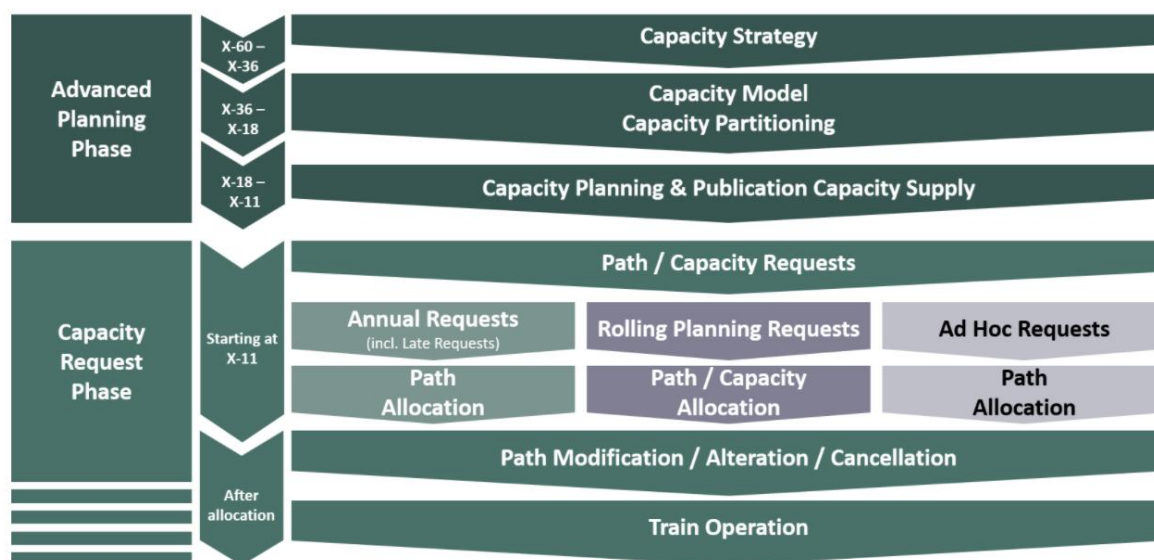 Advanced
Planning
Phase
X-60 –
X-36
Capacity Strategy
X-36 –
X-18
Capacity Model
Capacity Partitioning
X-18 –
X-11
Capacity Planning & Publication Capacity Supply
Capacity
Request
Phase
Starting at
X-11
Path / Capacity Requests
Annual Requests
(incl. Late Requests)
Rolling Planning Requests
Ad Hoc Requests
Path
Allocation
Path / Capacity
Allocation
Path
Allocation
After
allocation
Path Modification / Alteration / Cancellation
Train Operation